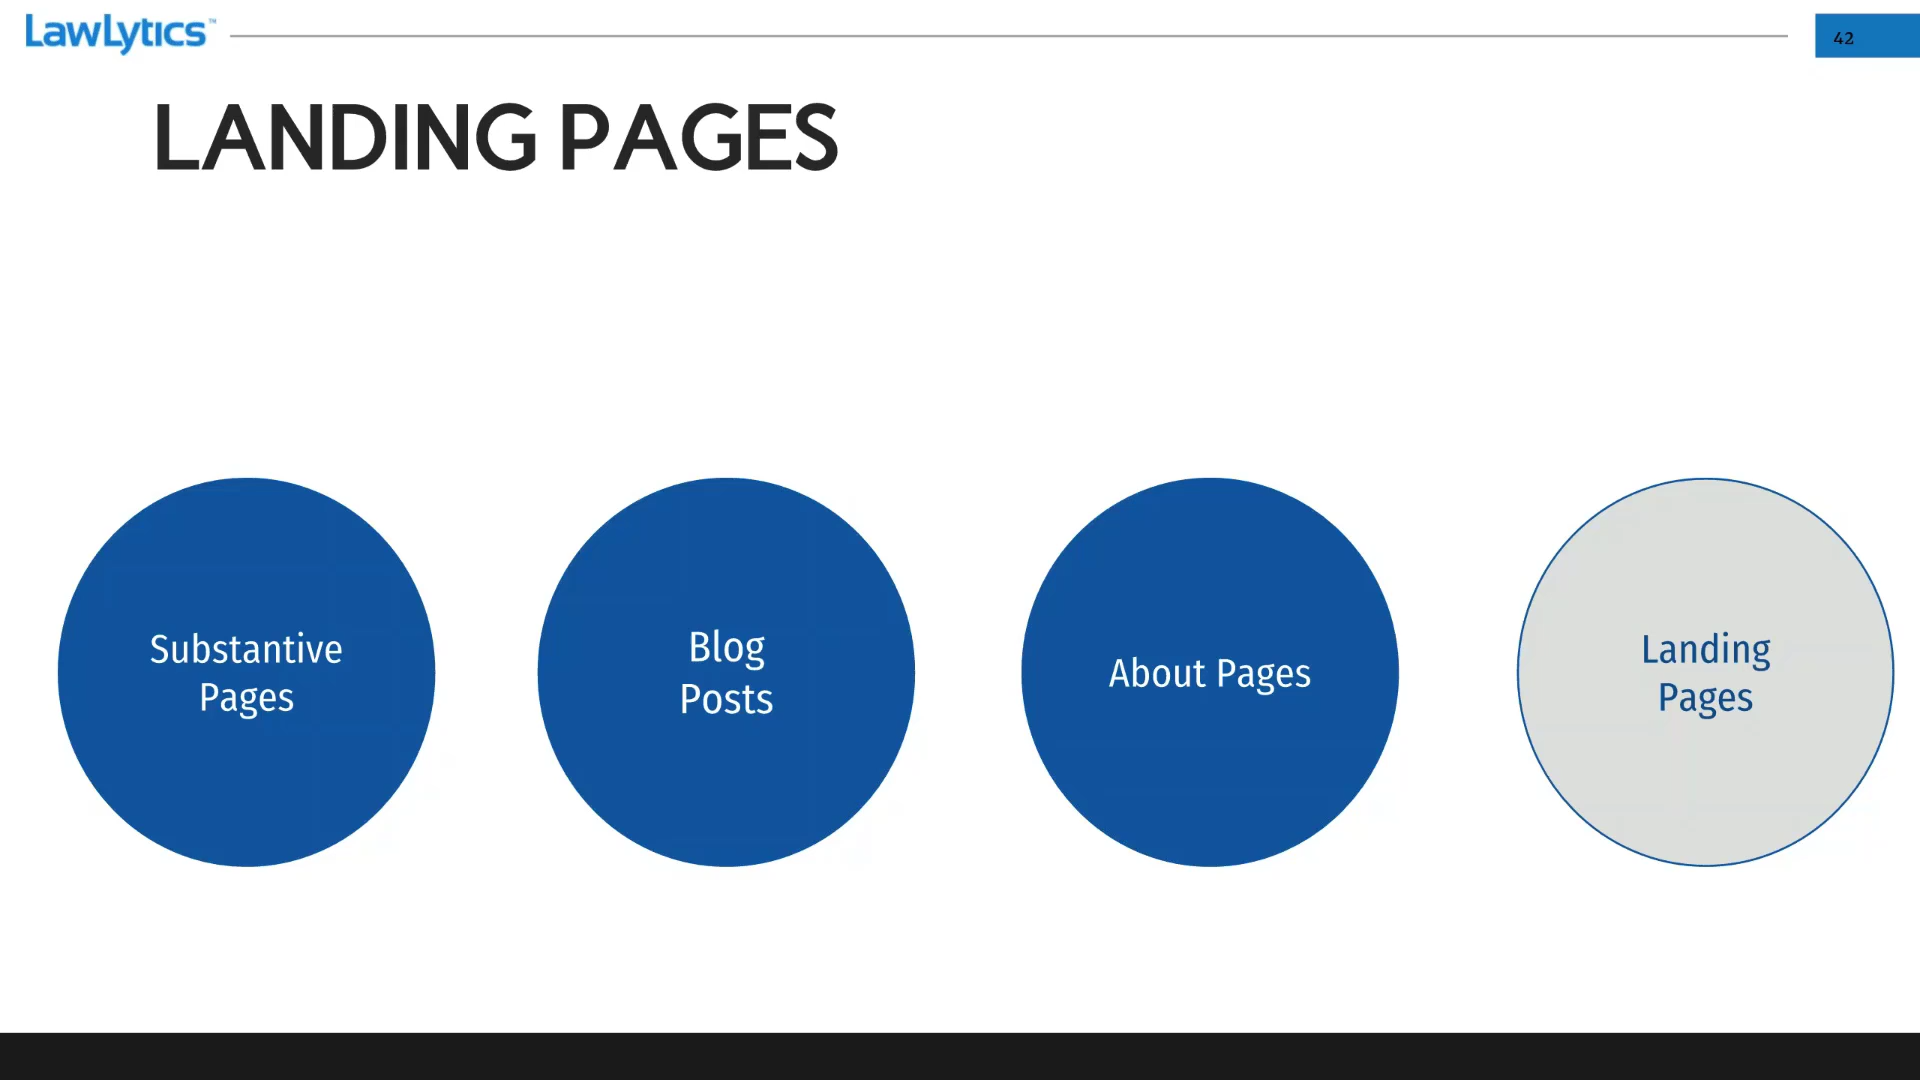 LawLytics™
42
LANDING PAGES
Substantive
Pages
Blog
Posts
About Pages
Landing
Pages